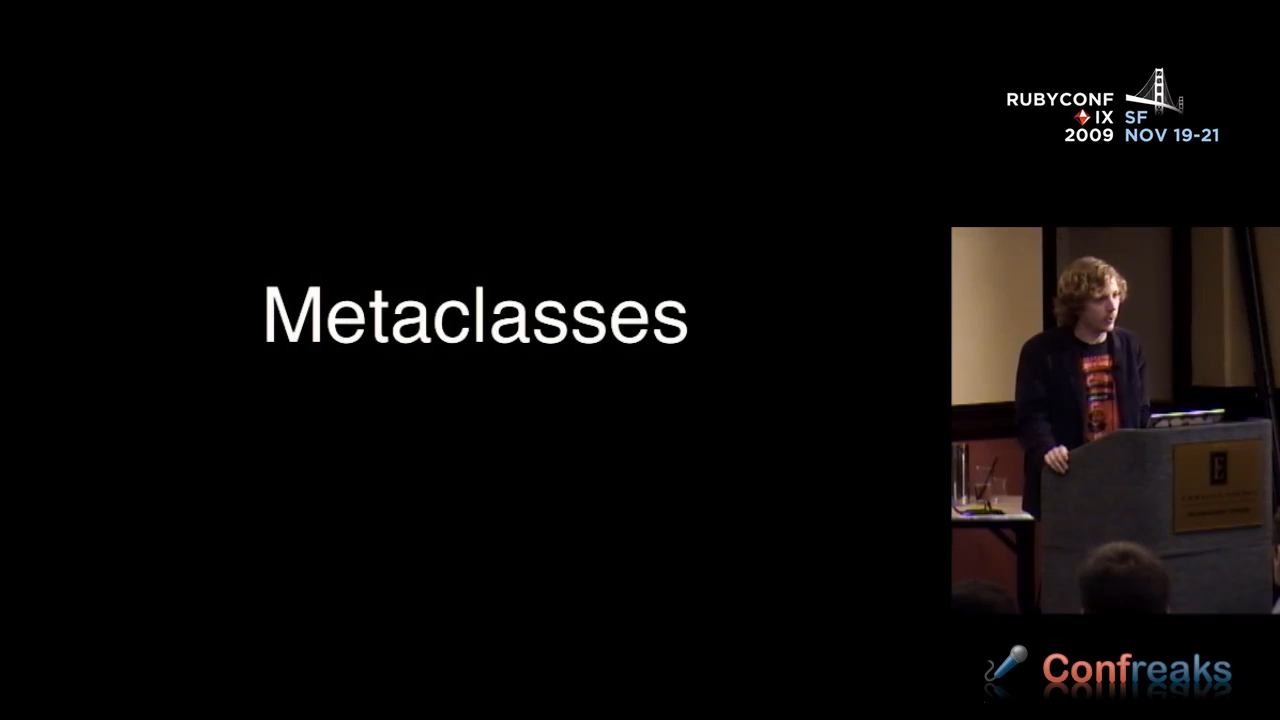 RUBYCONF
IX SF
2009 NOV 19-21
Metaclasses
E
Confreaks